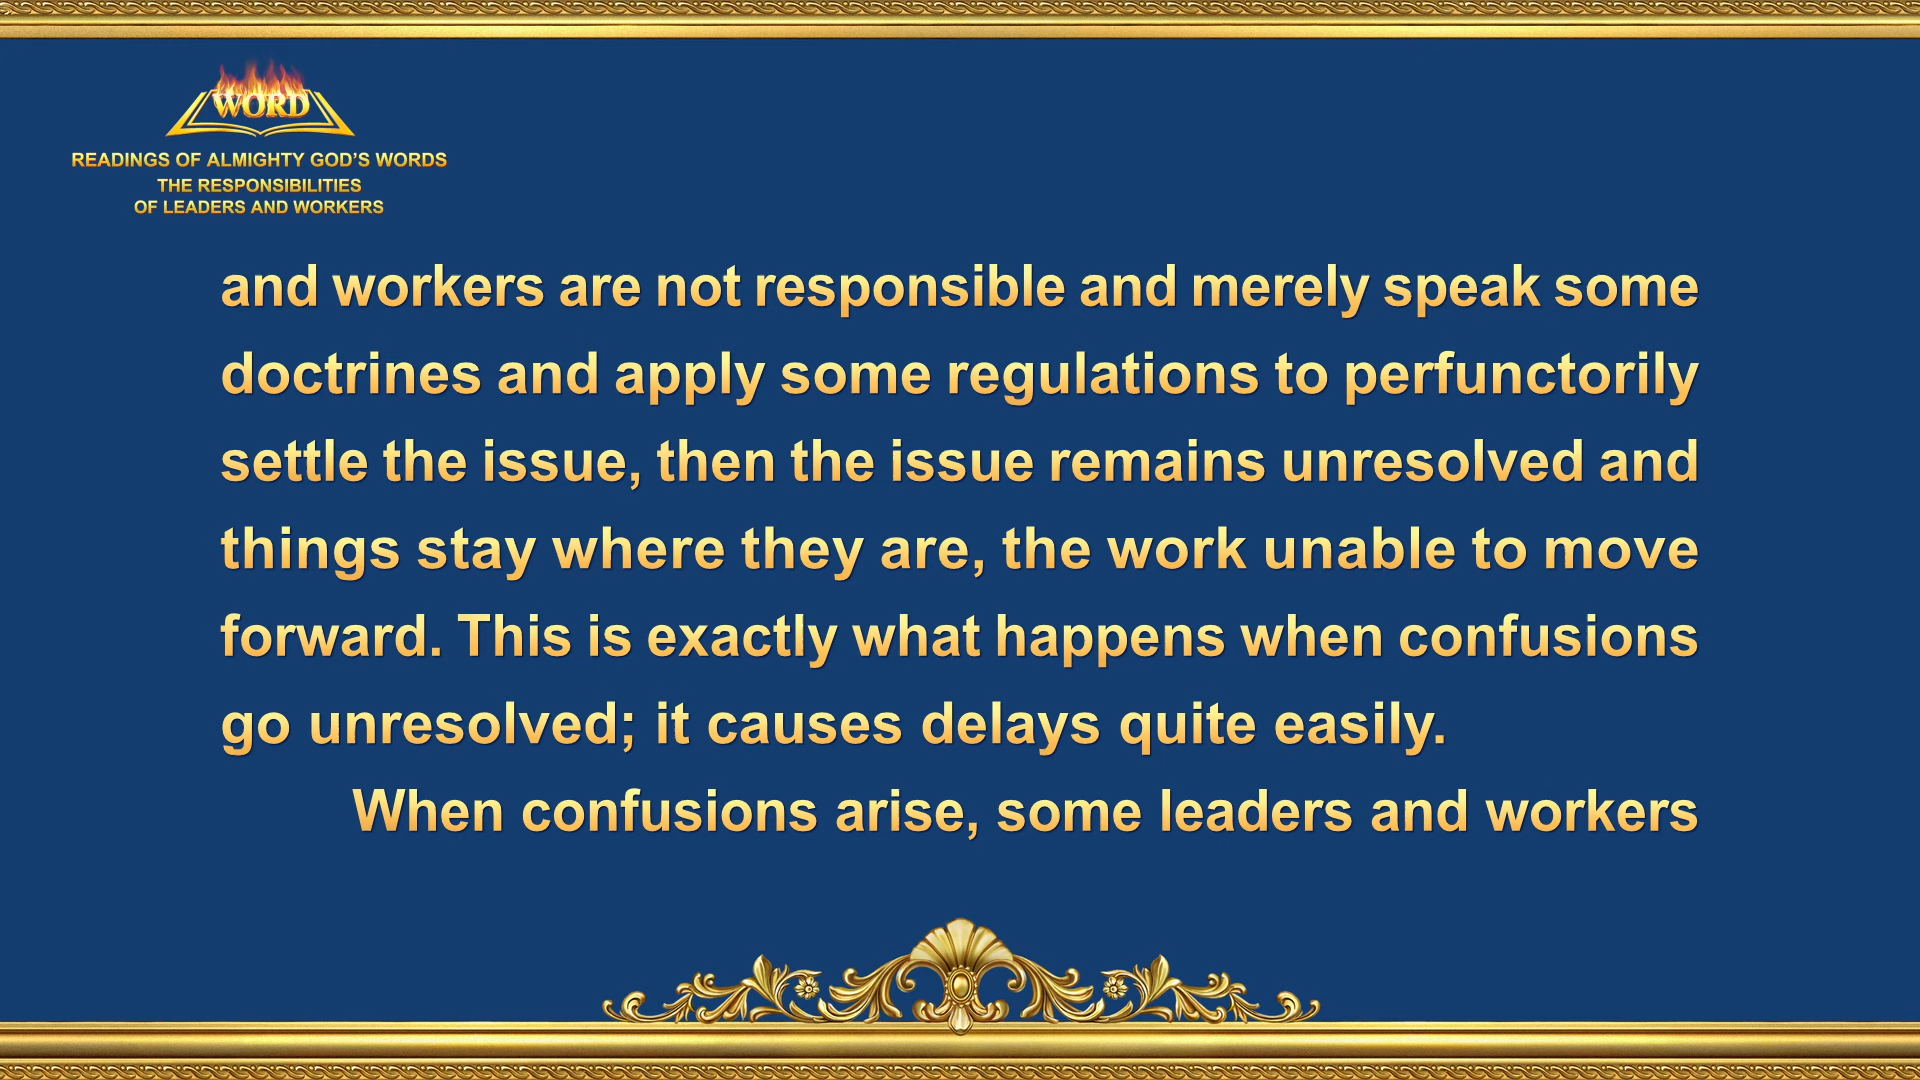 WORD
READINGS OF ALMIGHTY GOD’S WORDS
THE RESPONSIBILITIES
OF LEADERS AND WORKERS
and workers are not responsible and merely speak some
doctrines and apply some regulations to perfunctorily
settle the issue, then the issue remains unresolved and
things stay where they are, the work unable to move
forward. This is exactly what happens when confusions
go unresolved; it causes delays quite easily.
When confusions arise, some leaders and workers